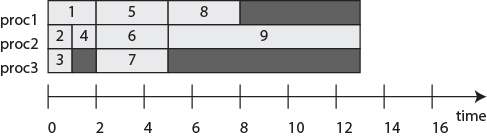 proc1 1 5 8
proc2 2 4 6 9
proc3 3 7
time
0 2 4 6 8 10 12 14 16